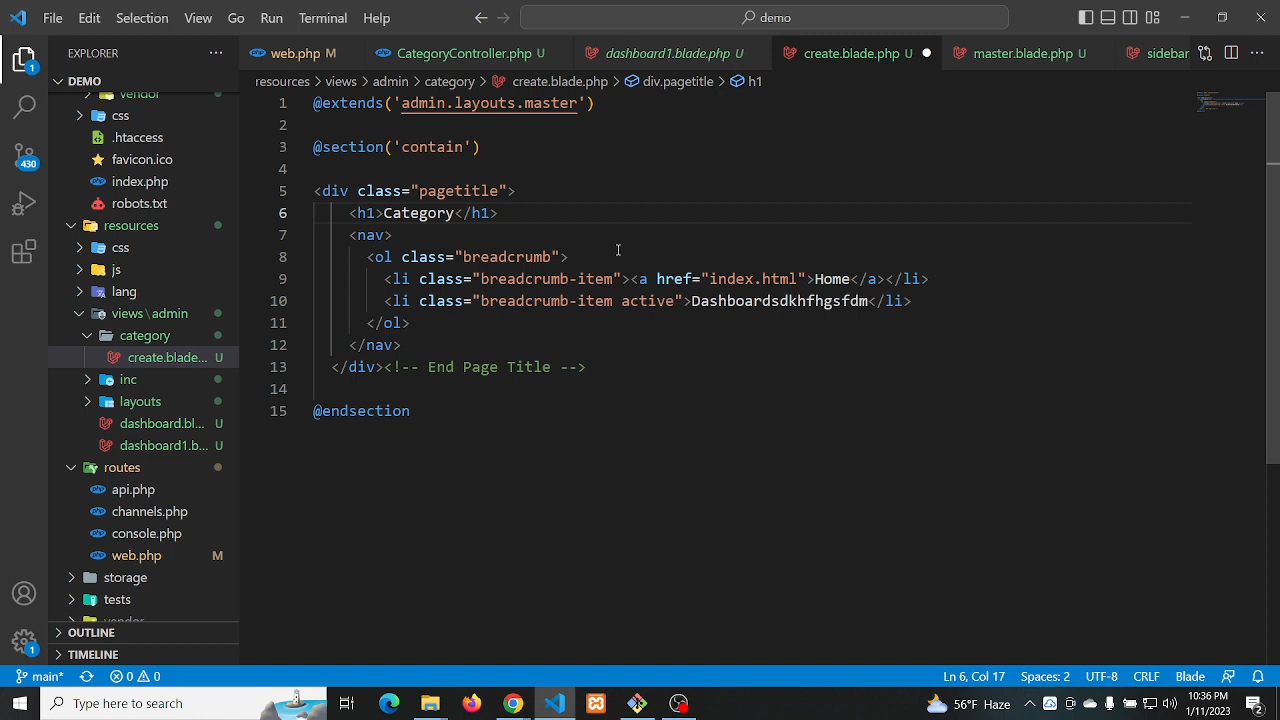 File Edit Selection View Go Run Terminal Help
demo
EXPLORER
web.php M
CategoryController.php U
dashboard1.blade.php U
create.blade.php U
master.blade.php U
sidebar
DEMO
resources > views > admin > category > create.blade.php > div.pagetitle > h1
vendor
css
.htaccess
favicon.ico
index.php
robots.txt
resources
css
js
lang
views\admin
category
create.blade... U
inc
layouts
dashboard.bl... U
dashboard1.b... U
routes
api.php
channels.php
console.php
web.php M
storage
tests
vendor
OUTLINE
TIMELINE
1
430
1
1 @extends('admin.layouts.master')
2
3 @section('contain')
4
5 <div class="pagetitle">
6 <h1>Category</h1>
7 <nav>
8 <ol class="breadcrumb">
9 <li class="breadcrumb-item"><a href="index.html">Home</a></li>
10 <li class="breadcrumb-item active">Dashboardsdkhfhgsfdm</li>
11 </ol>
12 </nav>
13 </div><!-- End Page Title -->
14
15 @endsection
main* 0 0 Ln 6, Col 17 Spaces: 2 UTF-8 CRLF Blade
Type here to search
56°F Haze
10:36 PM
1/11/2023
2